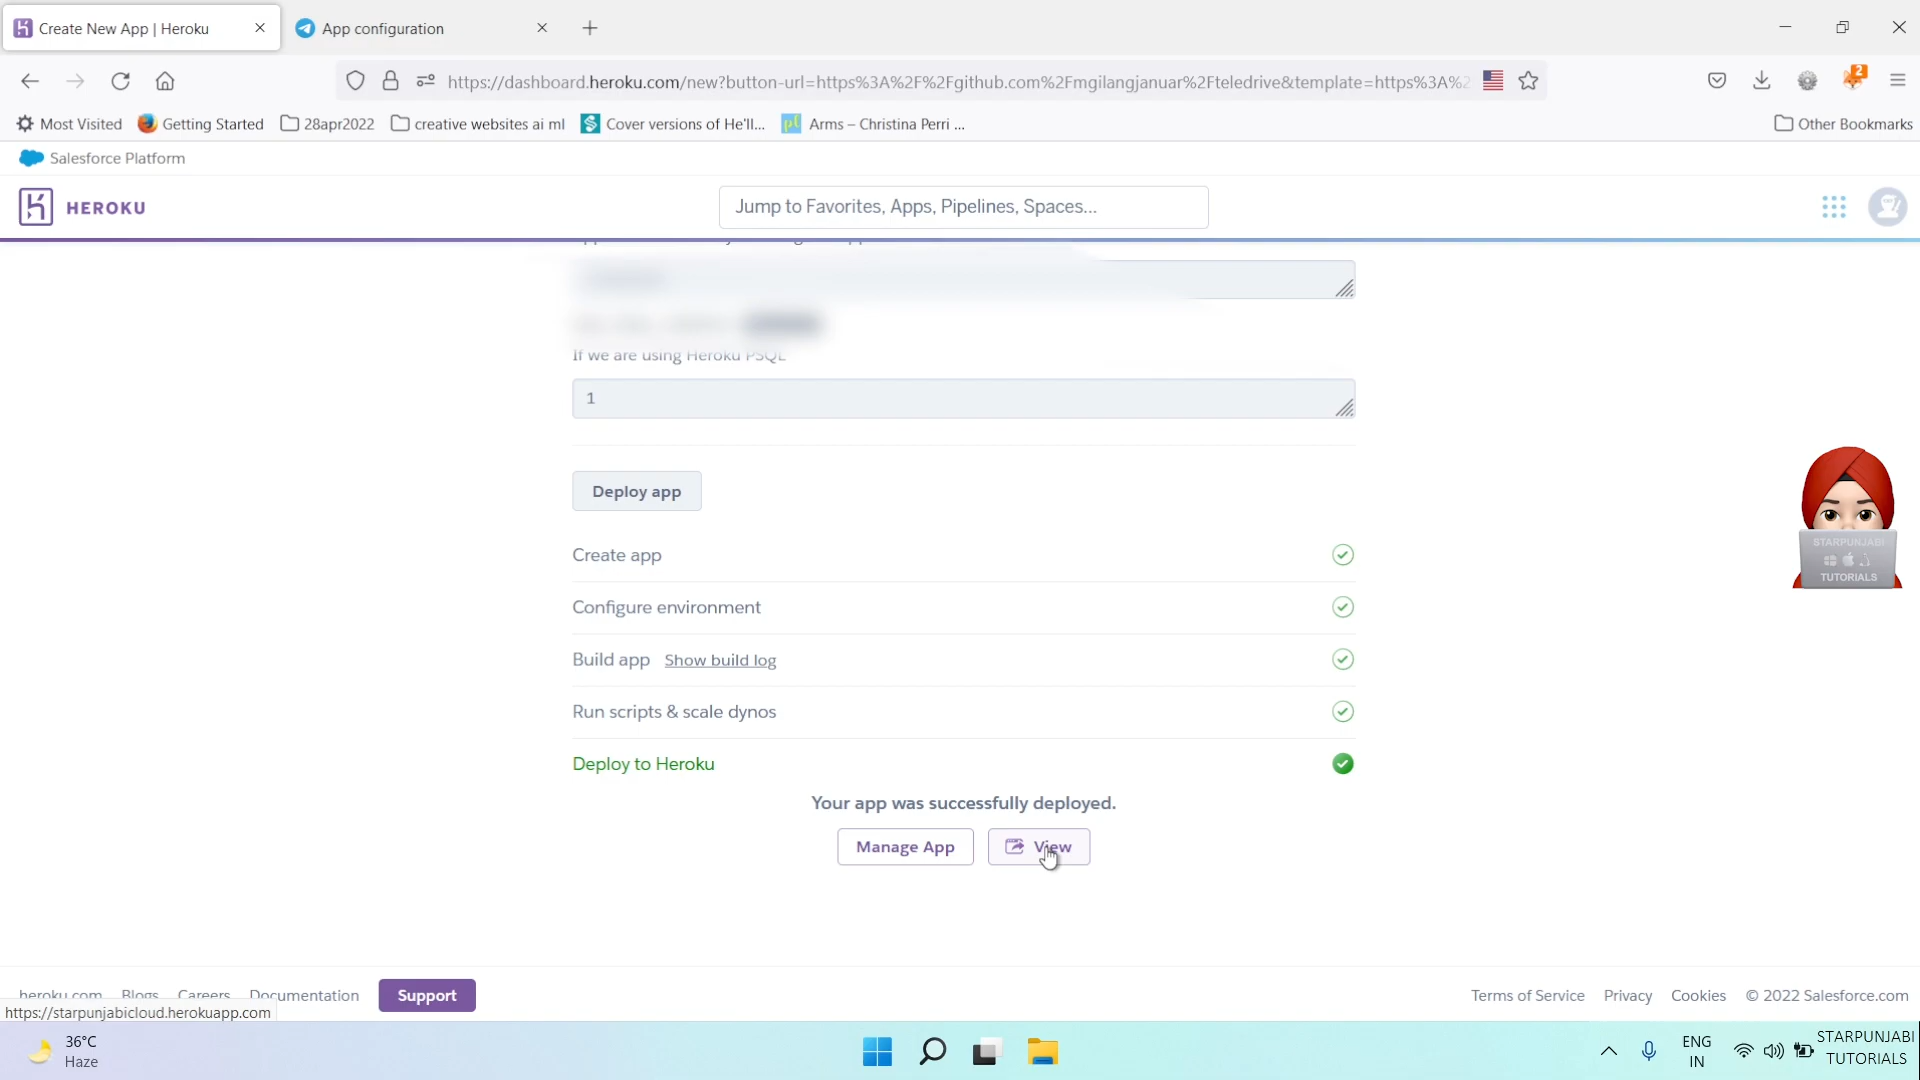 Create New App | Heroku
App configuration
https://dashboard.heroku.com/new?button-url=https%3A%2F%2Fgithub.com%2Fmgilangjanuar%2Fteledrive&template=https%3A%2
2
Most Visited
Getting Started
28apr2022
creative websites ai ml
Cover versions of He'll...
Arms – Christina Perri ...
Other Bookmarks
Salesforce Platform
HEROKU
Jump to Favorites, Apps, Pipelines, Spaces...
If we are using Heroku PSQL
1
Deploy app
Create app
Configure environment
Build app Show build log
Run scripts & scale dynos
Deploy to Heroku
Your app was successfully deployed.
Manage App
View
STARPUNJABI
TUTORIALS
heroku.com Blogs Careers Documentation
Support
Terms of Service Privacy Cookies © 2022 Salesforce.com
https://starpunjabicloud.herokuapp.com
36°C
Haze
ENG
IN
STARPUNJABI
TUTORIALS